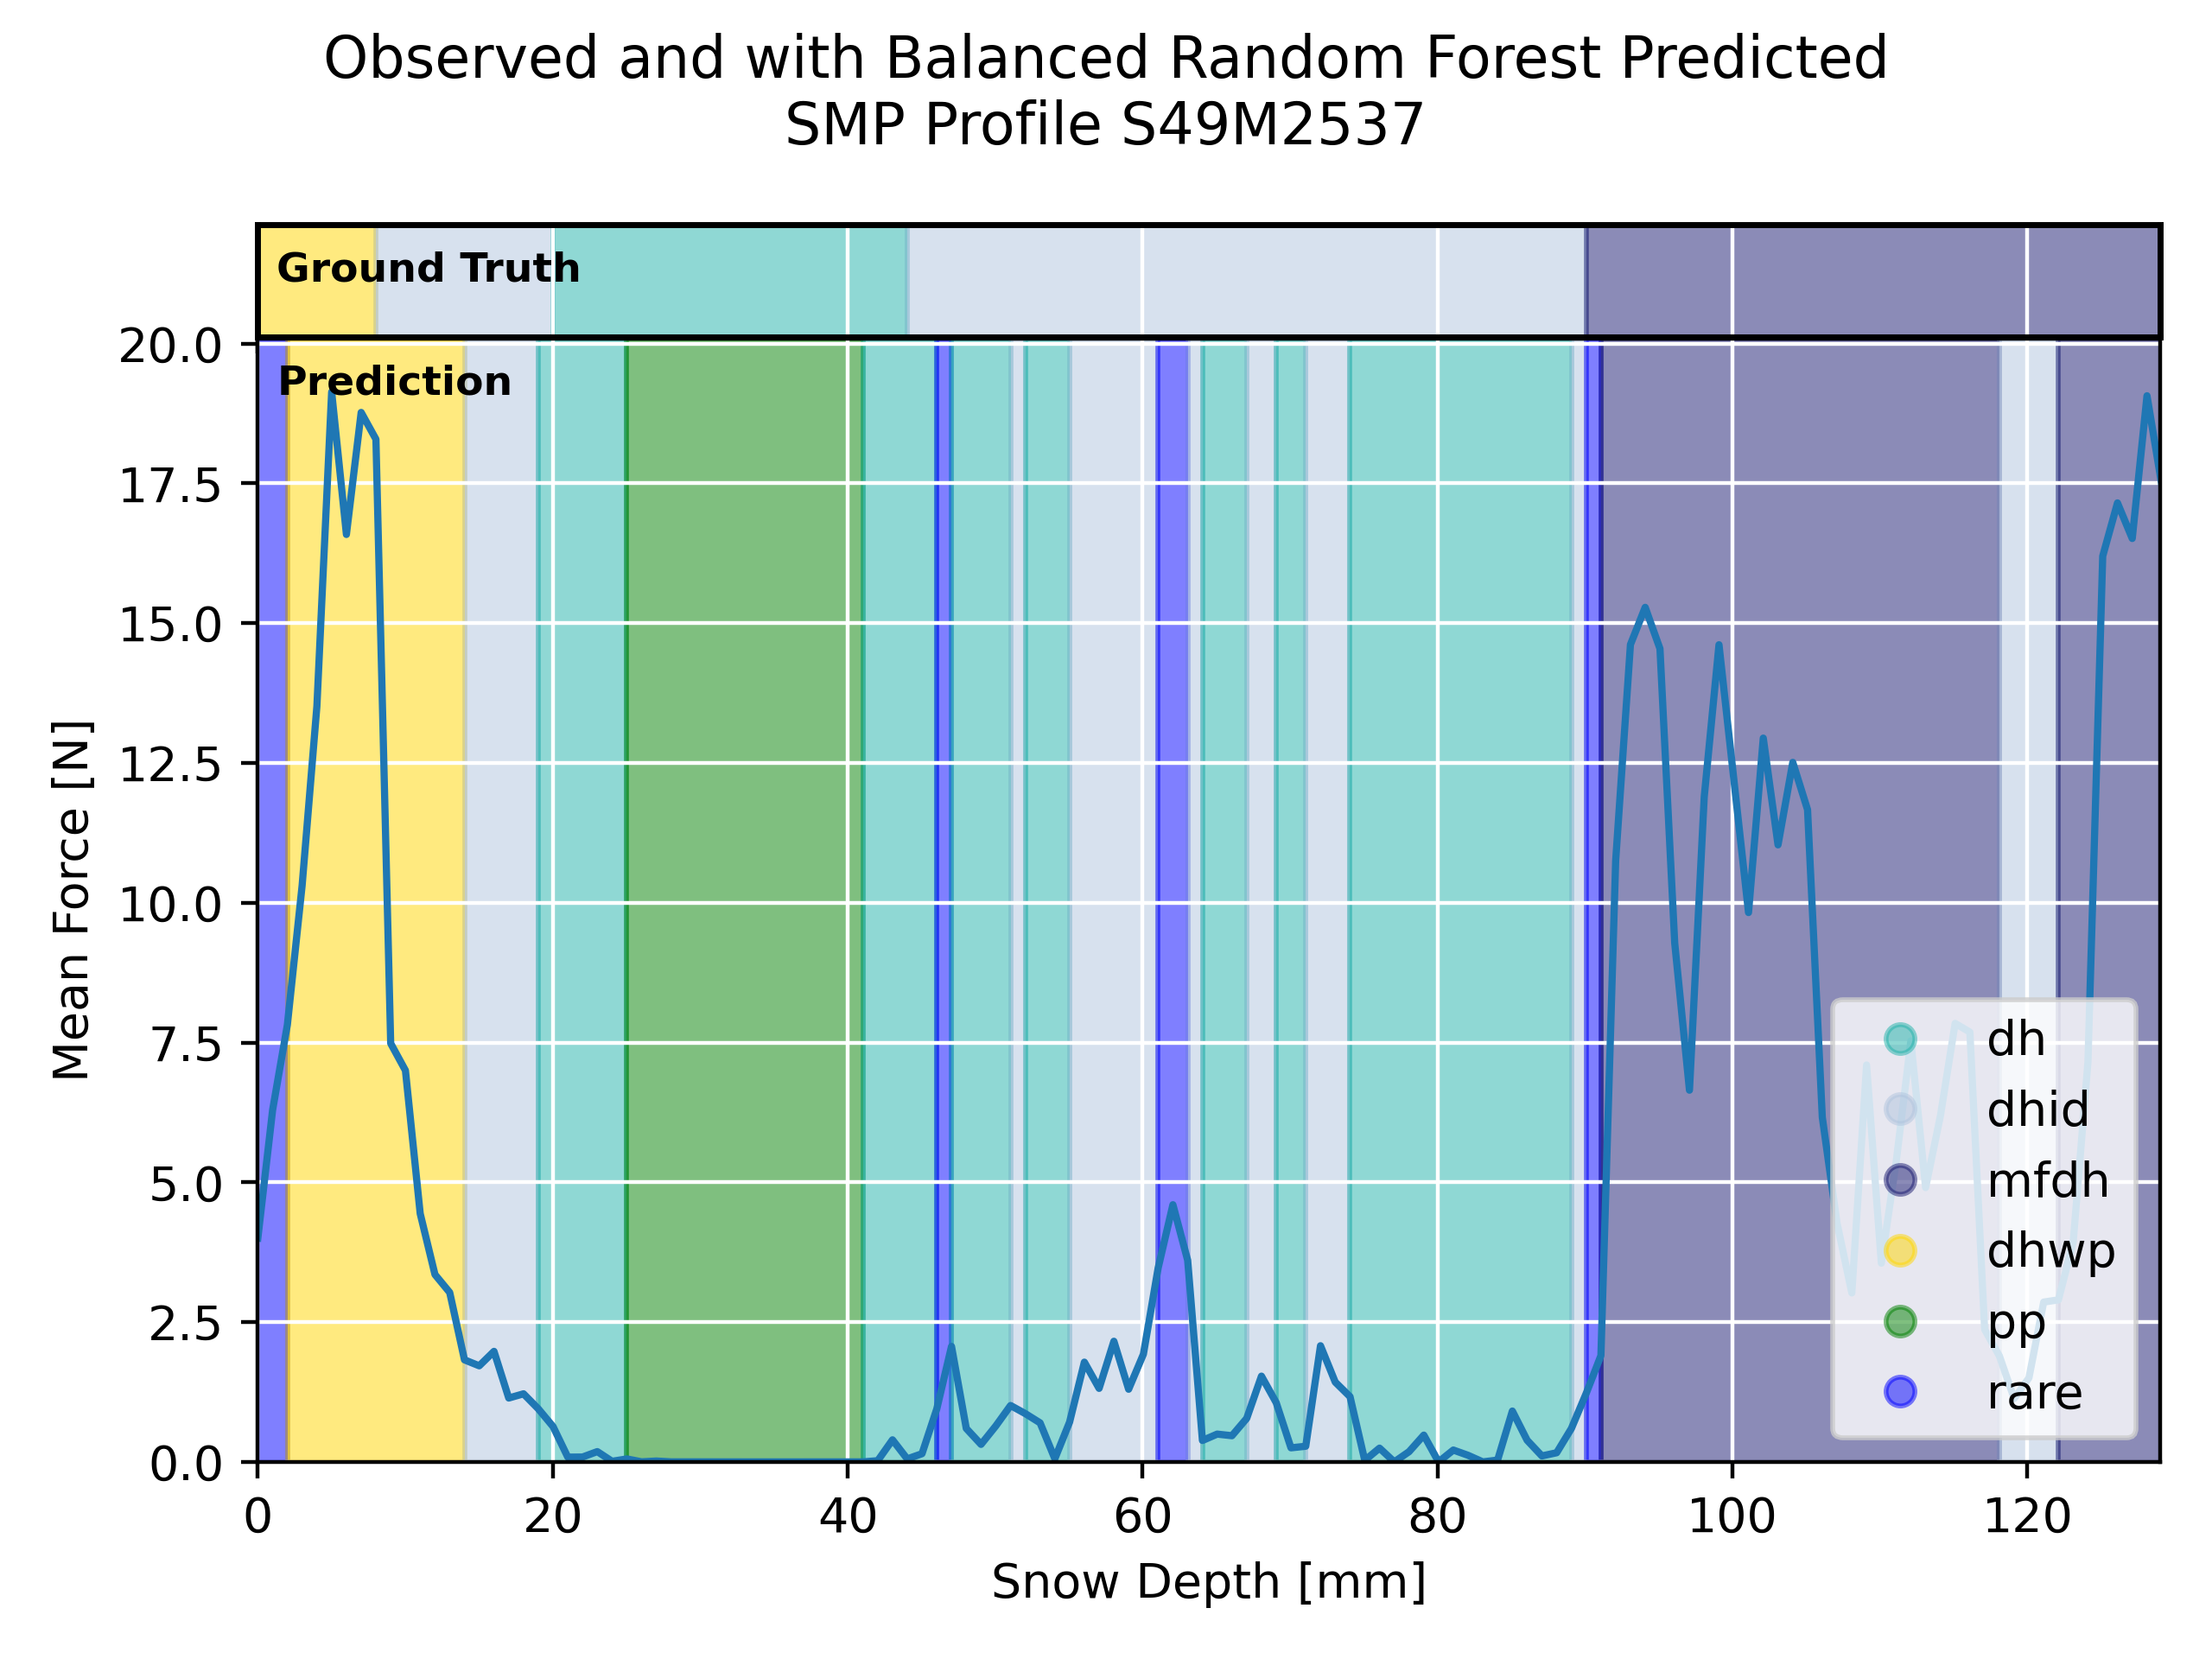 Observed and with Balanced Random Forest Predicted
SMP Profile S49M2537
Ground Truth
Prediction
20.0
17.5
15.0
12.5
10.0
7.5
5.0
2.5
0.0
Mean Force [N]
0 20 40 60 80 100 120
Snow Depth [mm]
dh
dhid
mfdh
dhwp
pp
rare